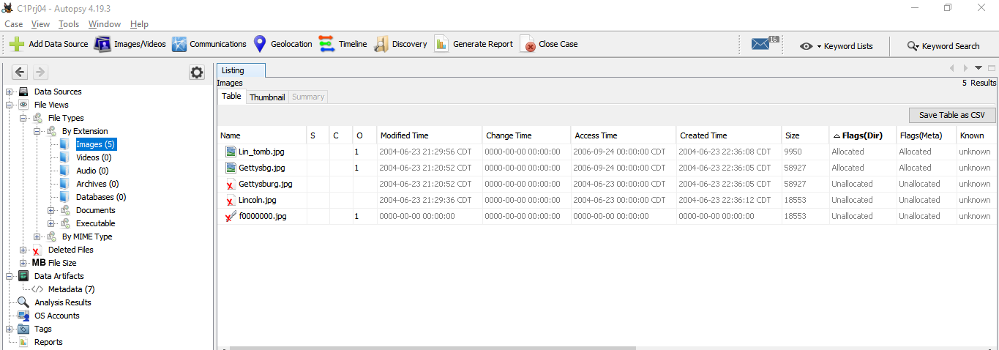 C1Prj04 - Autopsy 4.19.3
Case View Tools Window Help
Add Data Source Images/Videos Communications Geolocation Timeline Discovery Generate Report Close Case 16 Keyword Lists Keyword Search
Data Sources
File Views
File Types
By Extension
Images (5)
Videos (0)
Audio (0)
Archives (0)
Databases (0)
Documents
Executable
By MIME Type
Deleted Files
MB File Size
Data Artifacts
Metadata (7)
Analysis Results
OS Accounts
Tags
Reports
Listing
Images 5 Results
Table Thumbnail Summary
Save Table as CSV
Name S C O Modified Time Change Time Access Time Created Time Size Flags(Dir) Flags(Meta) Known
Lin_tomb.jpg 1 2004-06-23 21:29:56 CDT 0000-00-00 00:00:00 2006-09-24 00:00:00 CDT 2004-06-23 22:36:08 CDT 9950 Allocated Allocated unknown
Gettysbg.jpg 1 2004-06-23 21:20:52 CDT 0000-00-00 00:00:00 2006-09-24 00:00:00 CDT 2004-06-23 22:36:05 CDT 58927 Allocated Allocated unknown
Gettysburg.jpg 2004-06-23 21:20:52 CDT 0000-00-00 00:00:00 2004-06-23 00:00:00 CDT 2004-06-23 22:36:05 CDT 58927 Unallocated Unallocated unknown
Lincoln.jpg 2004-06-23 21:29:36 CDT 0000-00-00 00:00:00 2004-06-23 00:00:00 CDT 2004-06-23 22:36:12 CDT 18553 Unallocated Unallocated unknown
f0000000.jpg 1 0000-00-00 00:00:00 0000-00-00 00:00:00 0000-00-00 00:00:00 0000-00-00 00:00:00 18553 Unallocated Unallocated unknown